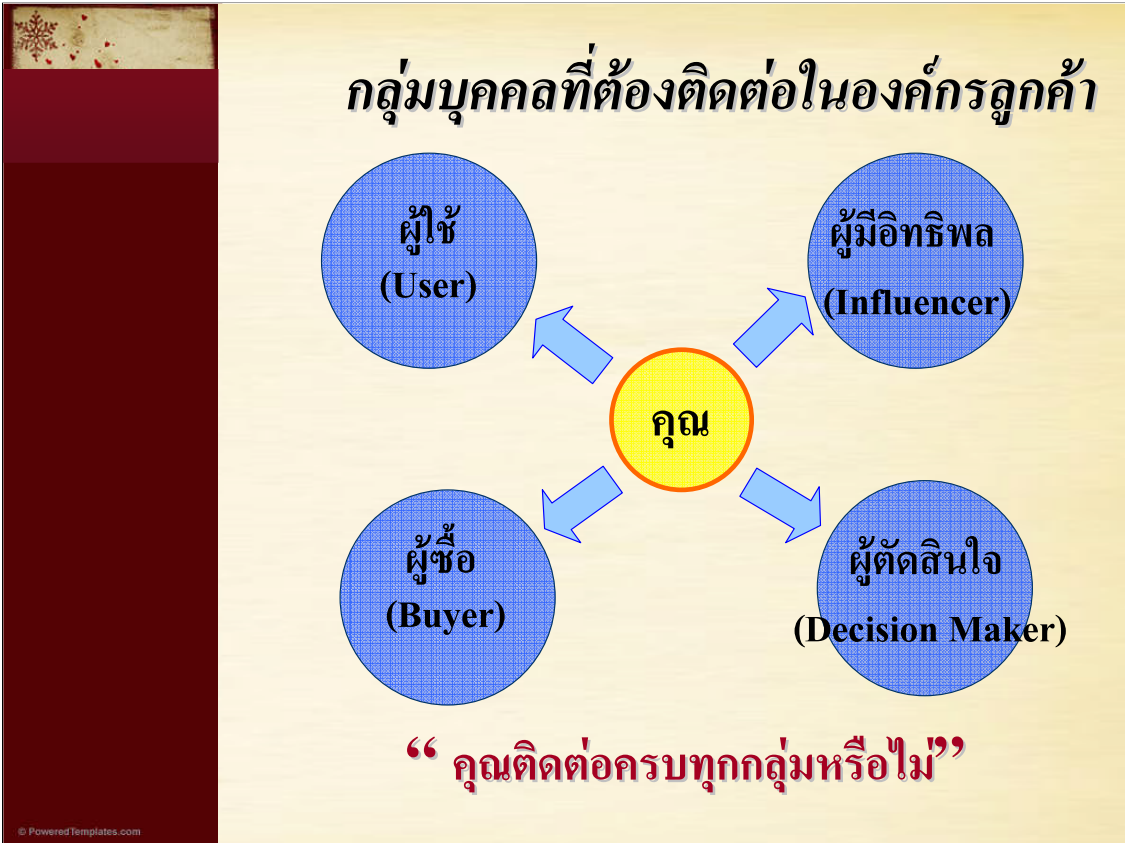 กลุ่มบุคคลที่ต้องติดต่อในองค์กรลูกค้า
ผู้ใช้
(User)
ผู้มีอิทธิพล
(Influencer)
คุณ
ผู้ซื้อ
(Buyer)
ผู้ตัดสินใจ
(Decision Maker)
“ คุณติดต่อครบทุกกลุ่มหรือไม่”
© PoweredTemplates.com